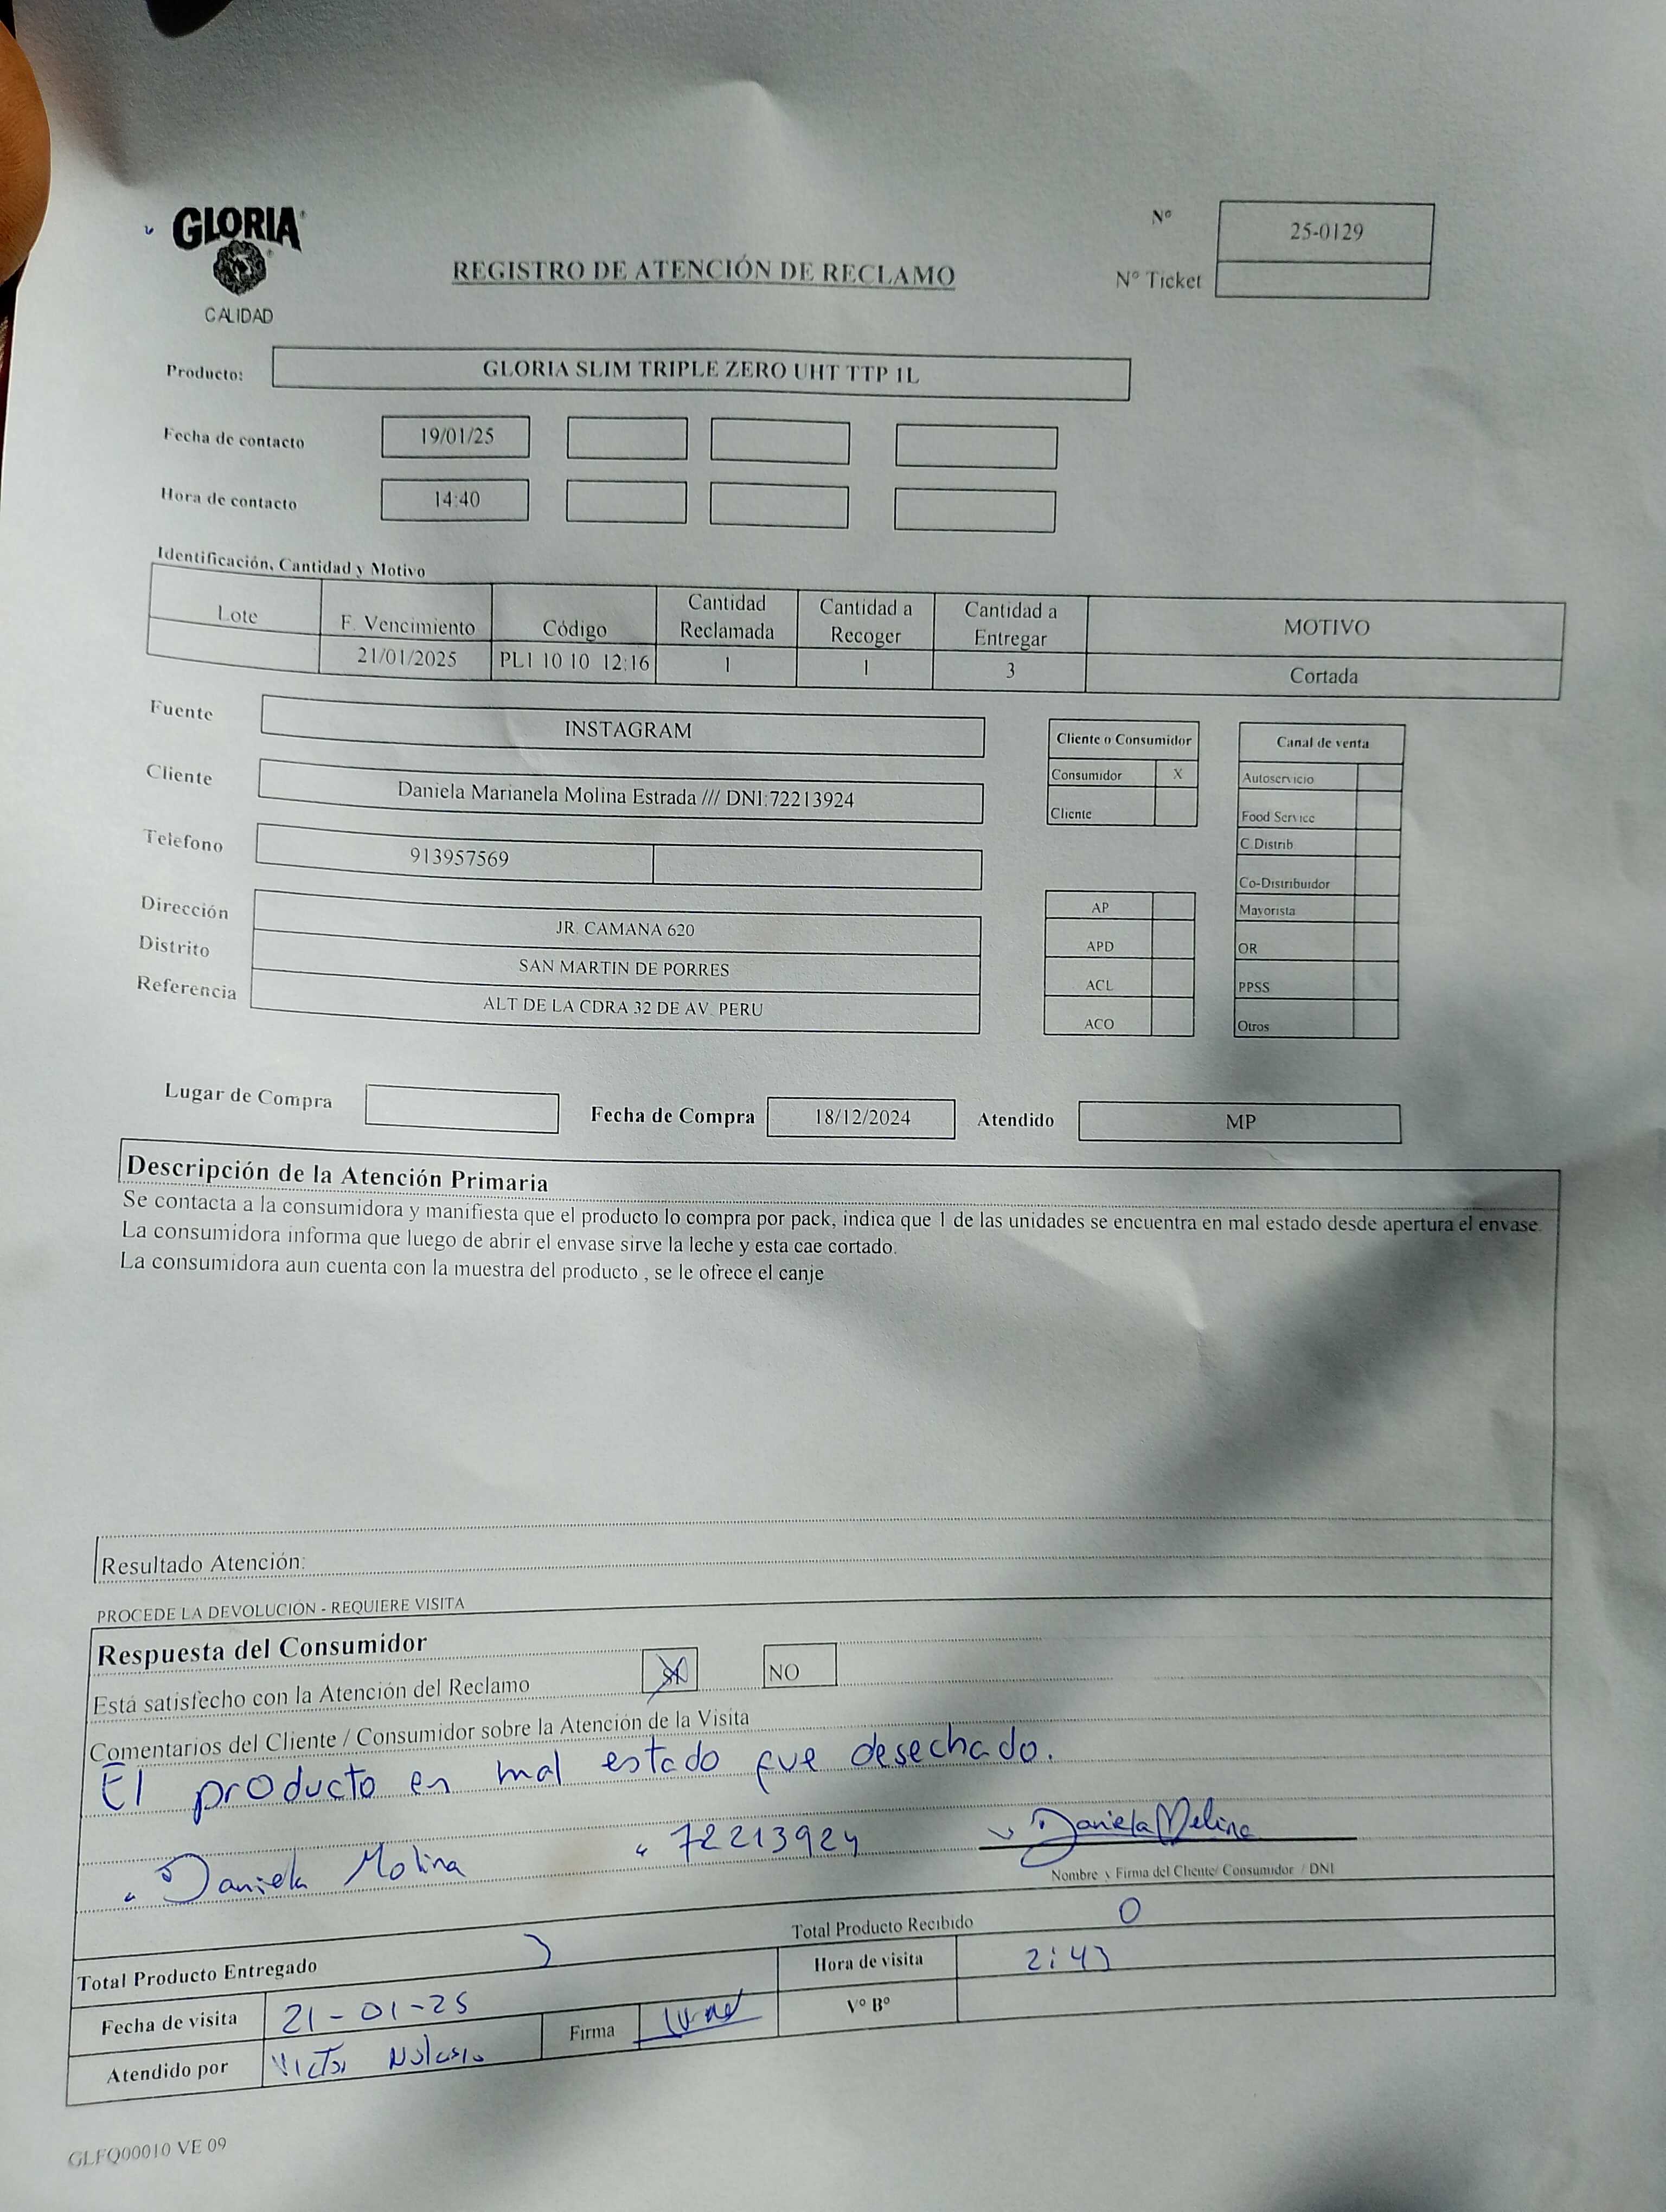 GLORIA
CALIDAD
REGISTRO DE ATENCIÓN DE RECLAMO
Nº 25-0129
Nº Ticket
Producto: GLORIA SLIM TRIPLE ZERO UHT TTP 1L
Fecha de contacto 19/01/25
Hora de contacto 14:40
Identificación, Cantidad y Motivo
Lote F. Vencimiento Código Cantidad Reclamada Cantidad a Recoger Cantidad a Entregar MOTIVO
21/01/2025 PL1 10 10 12:16 1 1 3 Cortada
Fuente INSTAGRAM
Cliente Daniela Marianela Molina Estrada /// DNI:72213924
Telefono 913957569
Dirección JR. CAMANA 620
Distrito SAN MARTIN DE PORRES
Referencia ALT DE LA CDRA 32 DE AV. PERU
Cliente o Consumidor
Consumidor X
Cliente
AP
APD
ACL
ACO
Canal de venta
Autoservicio
Food Service
C.Distrib
Co-Distribuidor
Mayorista
OR
PPSS
Otros
Lugar de Compra
Fecha de Compra 18/12/2024 Atendido MP
Descripción de la Atención Primaria
Se contacta a la consumidora y manifiesta que el producto lo compra por pack, indica que 1 de las unidades se encuentra en mal estado desde apertura el envase.
La consumidora informa que luego de abrir el envase sirve la leche y esta cae cortado.
La consumidora aun cuenta con la muestra del producto , se le ofrece el canje
Resultado Atención:
PROCEDE LA DEVOLUCIÓN - REQUIERE VISITA
Respuesta del Consumidor
Está satisfecho con la Atención del Reclamo SI NO
Comentarios del Cliente / Consumidor sobre la Atención de la Visita
El producto en mal estado fue desechado.
Daniela Molina 72213924 Daniela Molina
Nombre y Firma del Cliente/ Consumidor / DNI
Total Producto Entregado 3 Total Producto Recibido 0
Fecha de visita 21-01-25 Hora de visita 2:43
Atendido por Victor Firma Vº Bº
GLFQ00010 VE 09